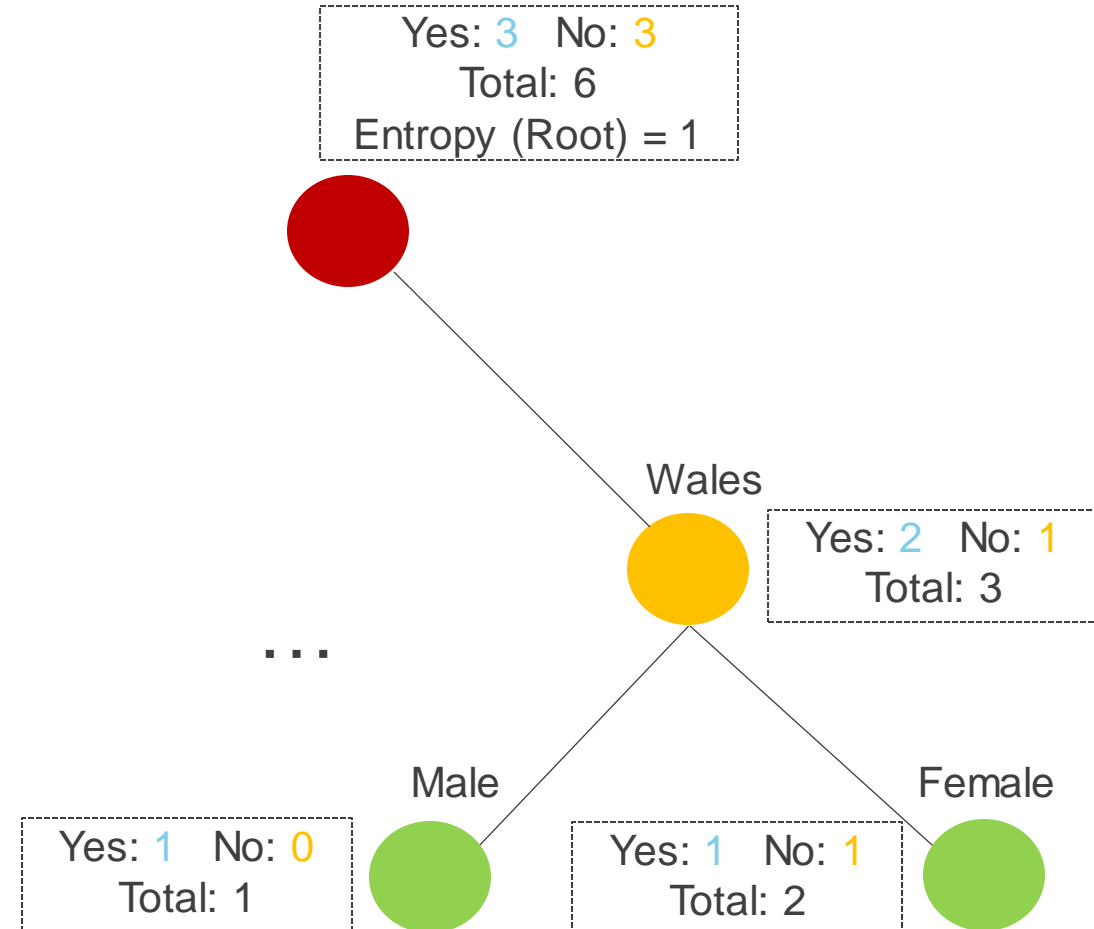 Yes: 3 No: 3
Total: 6
Entropy (Root) = 1
Wales
Yes: 2 No: 1
Total: 3
...
Male
Female
Yes: 1 No: 0
Total: 1
Yes: 1 No: 1
Total: 2